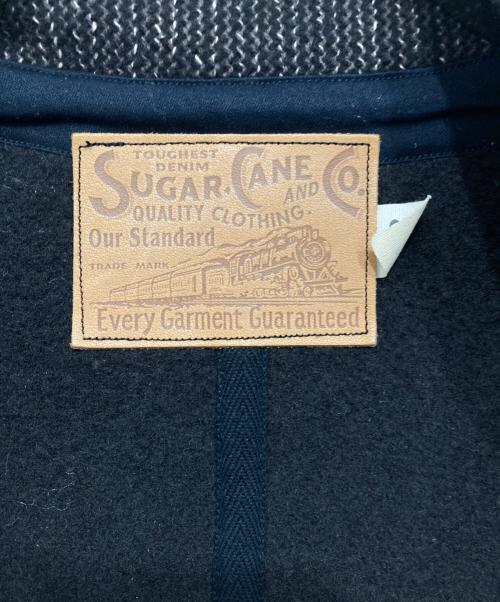 TOUGHEST
DENIM
SUGAR CANE CO.
AND
QUALITY CLOTHING.
Our Standard
TRADE MARK
Every Garment Guaranteed